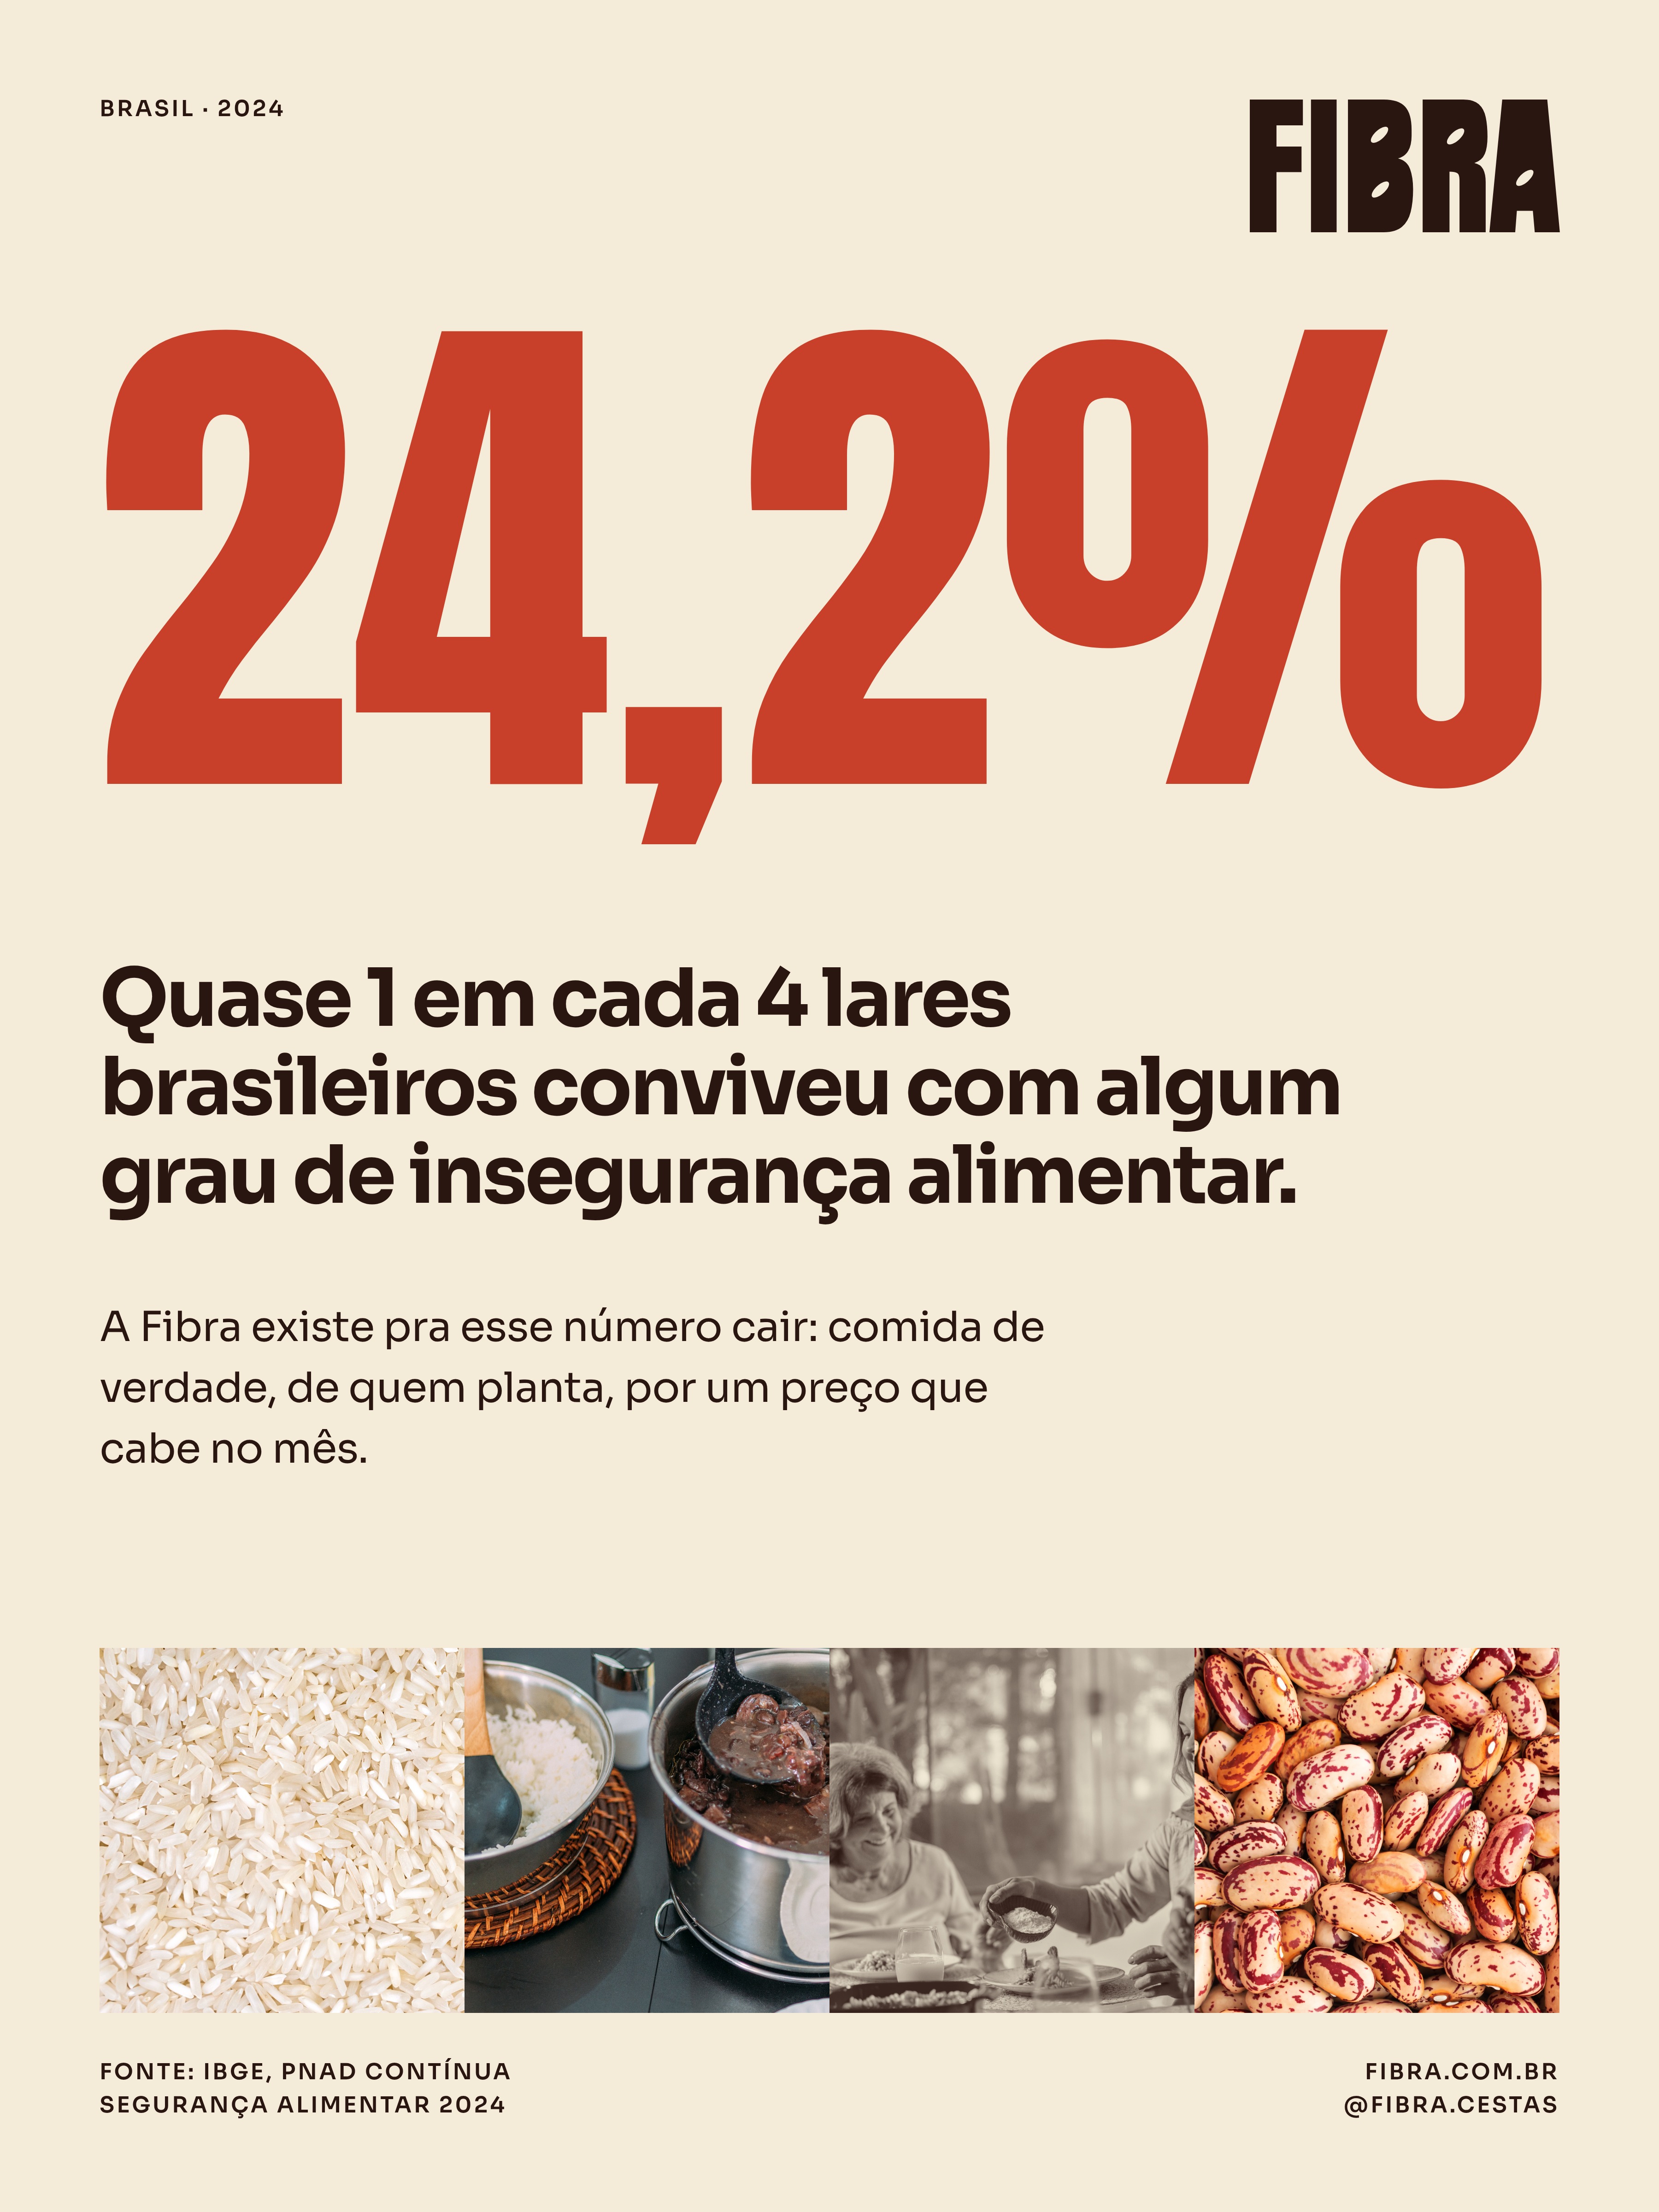 BRASIL · 2024
FIBRA
24,2%
Quase 1 em cada 4 lares
brasileiros conviveu com algum
grau de insegurança alimentar.
A Fibra existe pra esse número cair: comida de
verdade, de quem planta, por um preço que
cabe no mês.
FONTE: IBGE, PNAD CONTÍNUA
SEGURANÇA ALIMENTAR 2024
FIBRA.COM.BR
@FIBRA.CESTAS